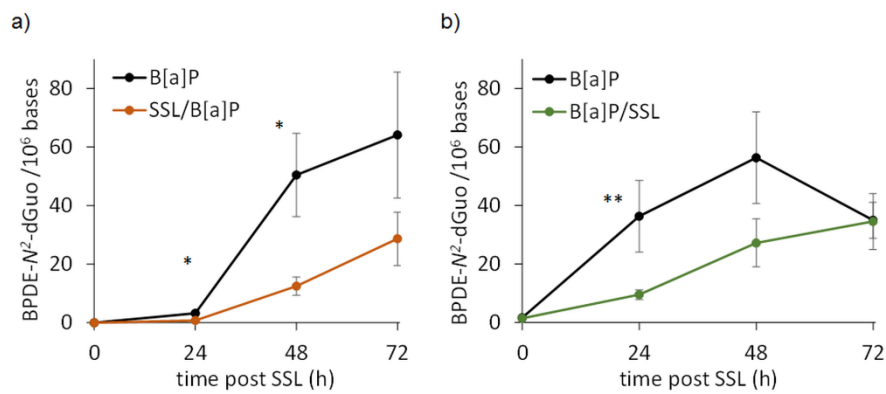 a)
BPDE-N²-dGuo /10⁶ bases
80
60
40
20
0
B[a]P
SSL/B[a]P
*
*
0 24 48 72
time post SSL (h)
b)
BPDE-N²-dGuo /10⁶ bases
80
60
40
20
0
B[a]P
B[a]P/SSL
**
0 24 48 72
time post SSL (h)